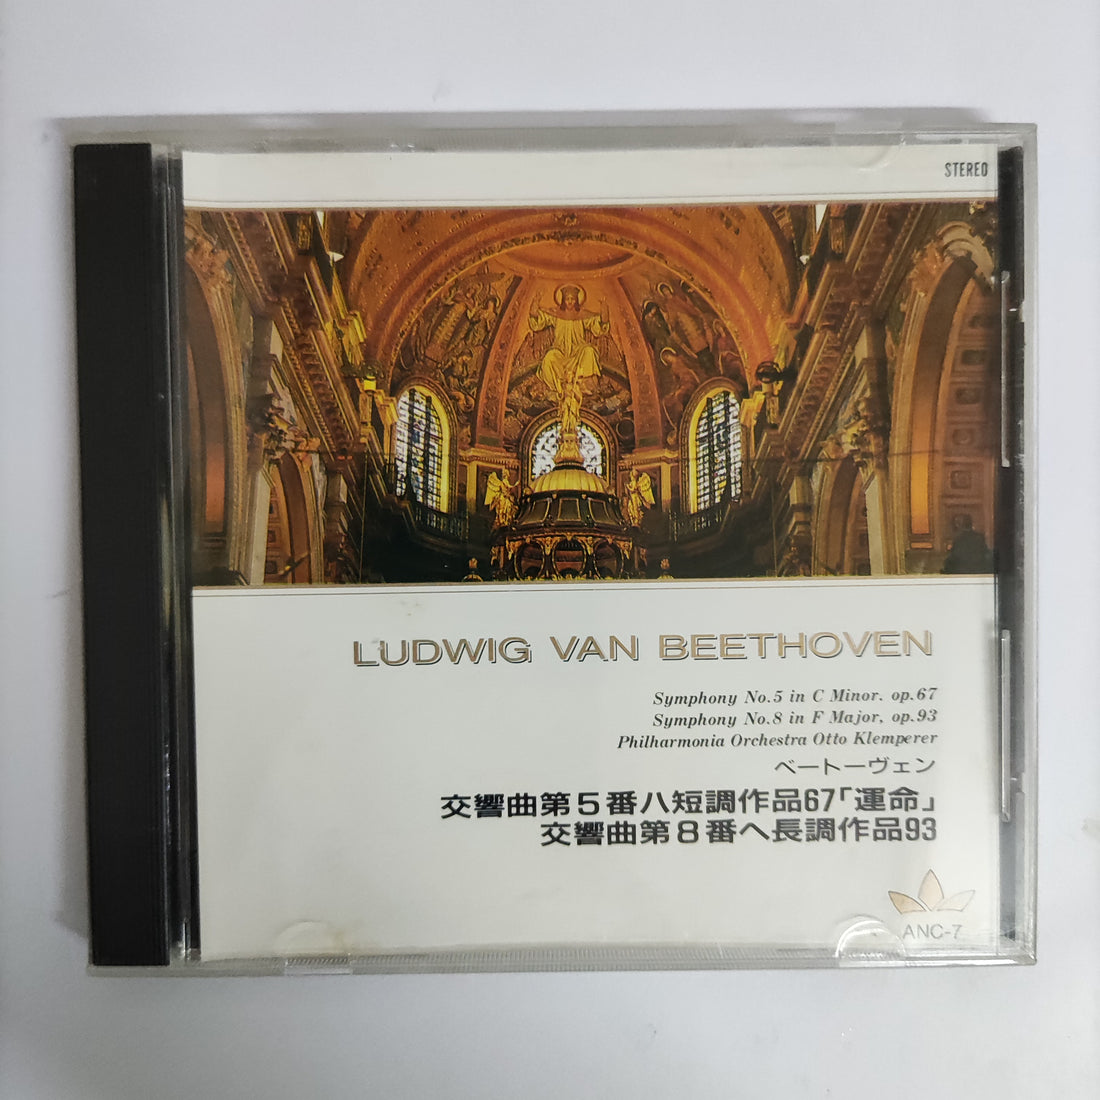 STEREO
LUDWIG VAN BEETHOVEN
Symphony No.5 in C Minor. op.67
Symphony No.8 in F Major, op.93
Philharmonia Orchestra Otto Klemperer
ベートーヴェン
交響曲第5番ハ短調作品67「運命」
交響曲第8番ヘ長調作品93
ANC-7